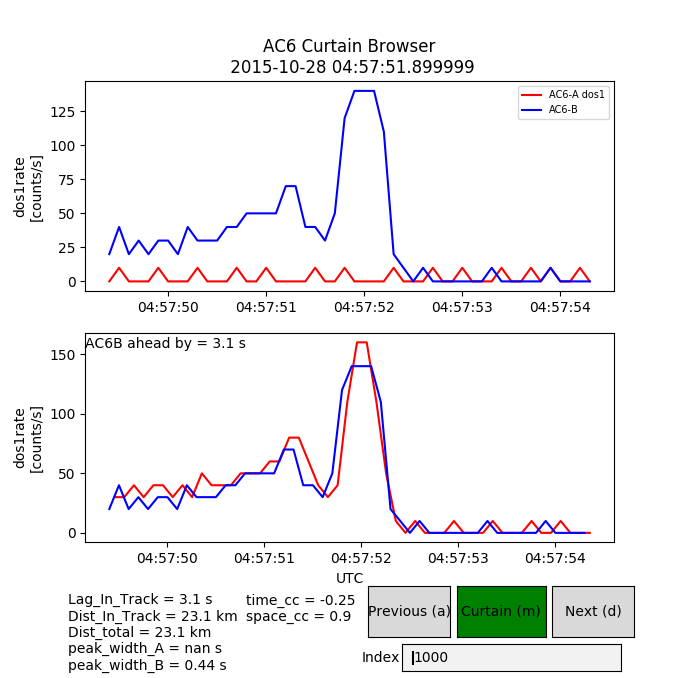 AC6 Curtain Browser
2015-10-28 04:57:51.899999
AC6-A dos1
AC6-B
dos1rate
[counts/s]
125
100
75
50
25
0
04:57:50 04:57:51 04:57:52 04:57:53 04:57:54
AC6B ahead by = 3.1 s
dos1rate
[counts/s]
150
100
50
0
04:57:50 04:57:51 04:57:52 04:57:53 04:57:54
UTC
Lag_In_Track = 3.1 s time_cc = -0.25
Dist_In_Track = 23.1 km space_cc = 0.9
Dist_total = 23.1 km
peak_width_A = nan s
peak_width_B = 0.44 s
Previous (a) Curtain (m) Next (d)
Index 1000